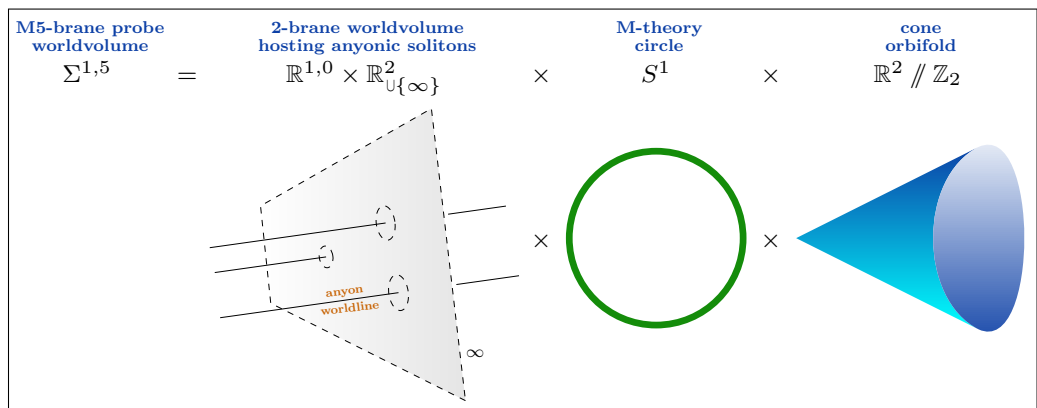 M5-brane probe
worldvolume
2-brane worldvolume
hosting anyonic solitons
M-theory
circle
cone
orbifold
Σ^{1,5} = ℝ^{1,0} × ℝ^2_{∪{∞}} × S^1 × ℝ^2 ⫽ ℤ_2
× ×
anyon
worldline
∞